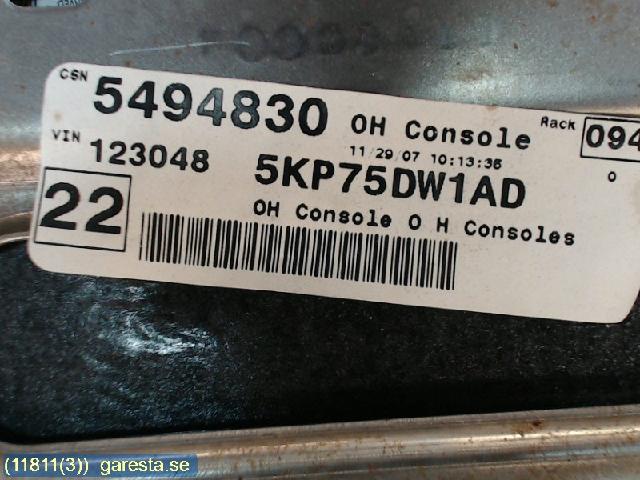 CSN 5494830 OH Console Rack 094
VIN 123048 11/29/07 10:13:36 0
22 5KP75DW1AD
OH Console O H Consoles
(11811(3)) garesta.se